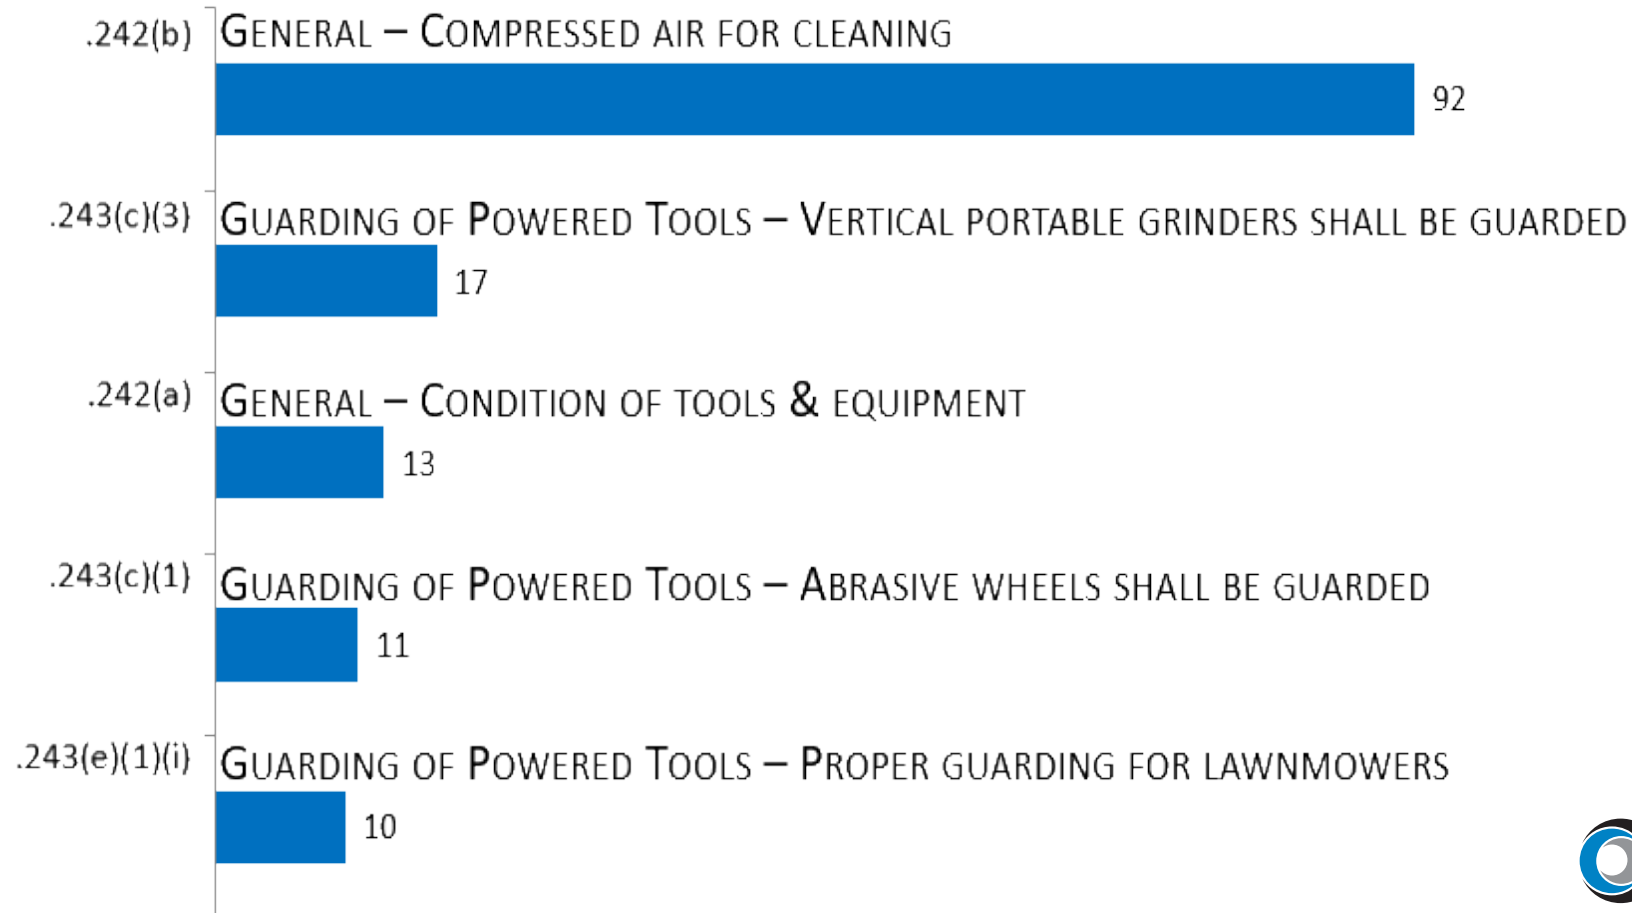 .242(b) GENERAL – COMPRESSED AIR FOR CLEANING
92
.243(c)(3) GUARDING OF POWERED TOOLS – VERTICAL PORTABLE GRINDERS SHALL BE GUARDED
17
.242(a) GENERAL – CONDITION OF TOOLS & EQUIPMENT
13
.243(c)(1) GUARDING OF POWERED TOOLS – ABRASIVE WHEELS SHALL BE GUARDED
11
.243(e)(1)(i) GUARDING OF POWERED TOOLS – PROPER GUARDING FOR LAWNMOWERS
10